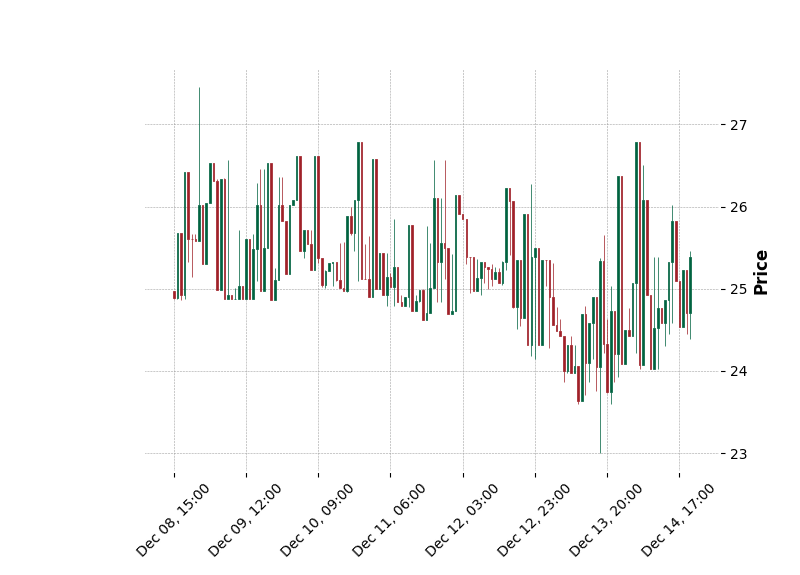 27
26
25
24
23
Price
Dec 08, 15:00
Dec 09, 12:00
Dec 10, 09:00
Dec 11, 06:00
Dec 12, 03:00
Dec 12, 23:00
Dec 13, 20:00
Dec 14, 17:00